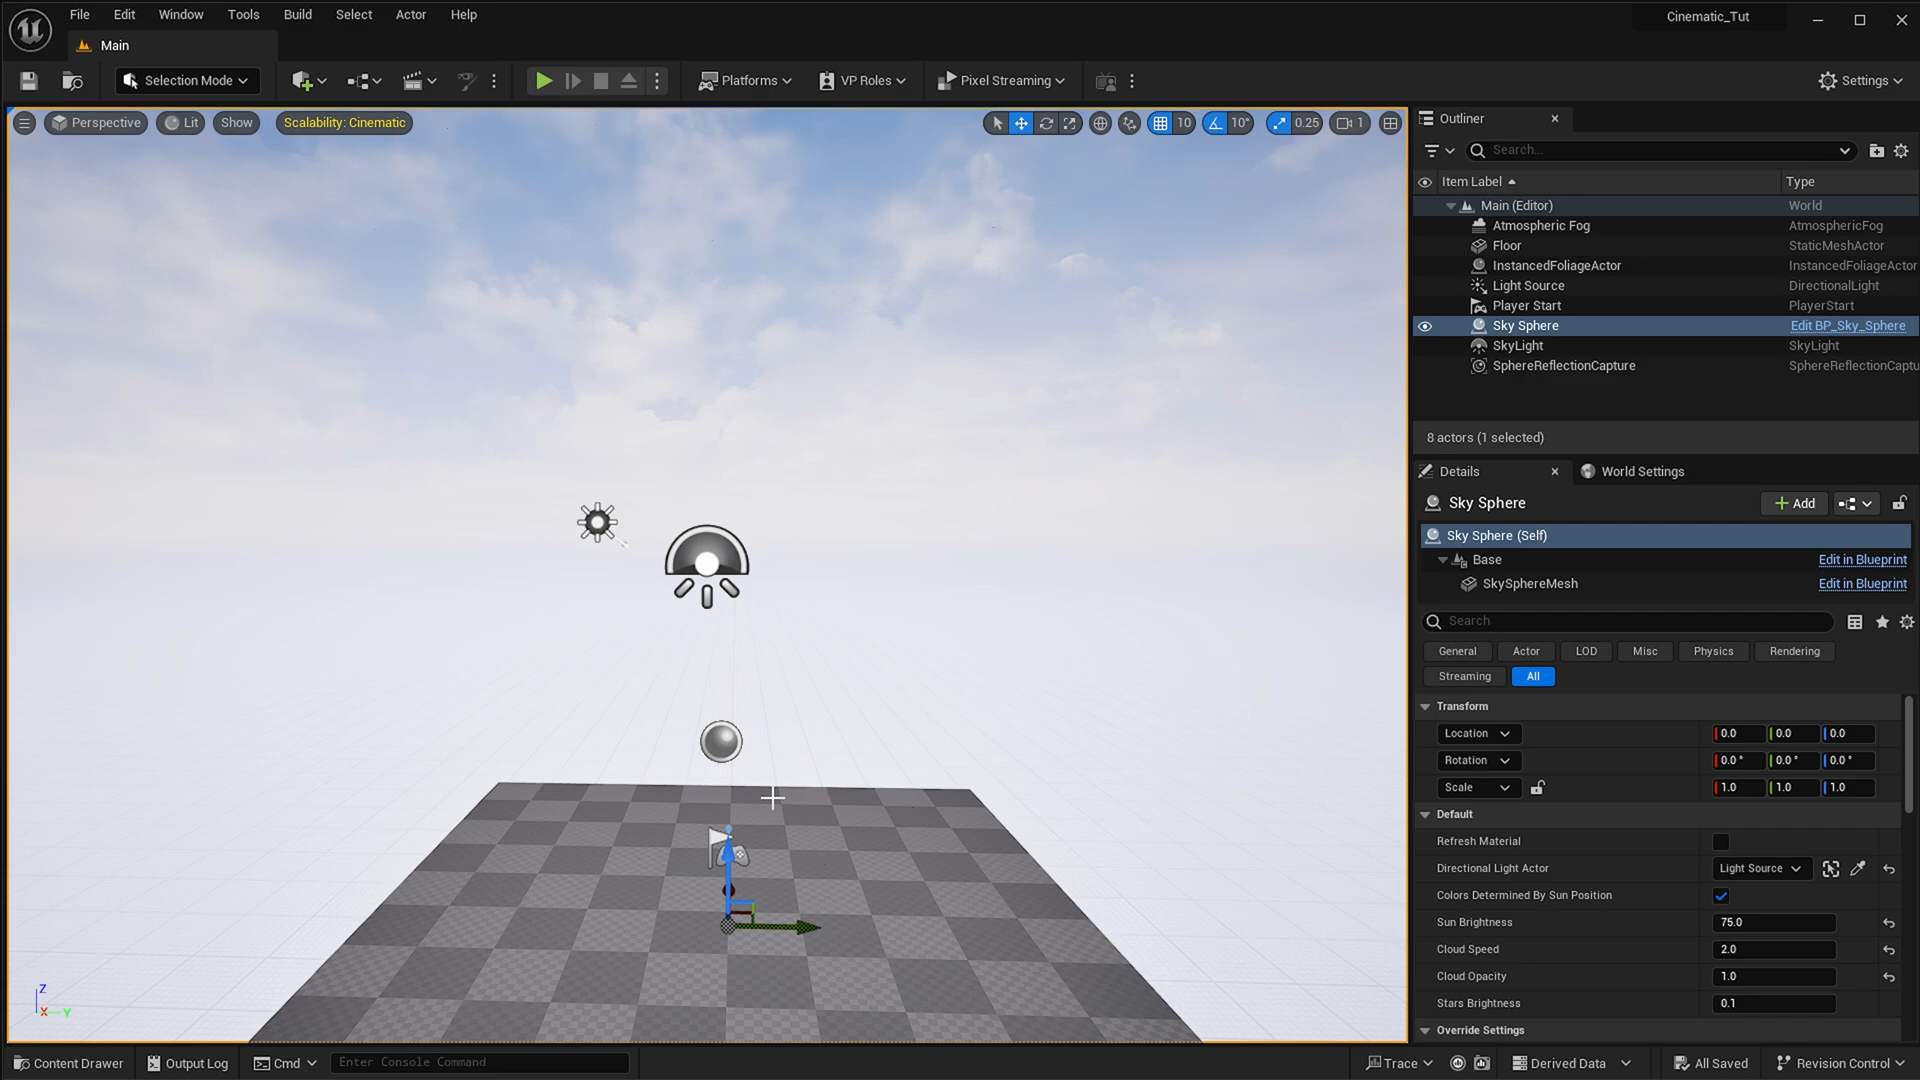 File Edit Window Tools Build Select Actor Help
Cinematic_Tut
Main
Selection Mode
Platforms
VP Roles
Pixel Streaming
Settings
Perspective Lit Show Scalability: Cinematic
10 10° 0.25 1
Outliner
Search...
Item Label Type
Main (Editor) World
Atmospheric Fog AtmosphericFog
Floor StaticMeshActor
InstancedFoliageActor InstancedFoliageActor
Light Source DirectionalLight
Player Start PlayerStart
Sky Sphere Edit BP_Sky_Sphere
SkyLight SkyLight
SphereReflectionCapture SphereReflectionCaptu
8 actors (1 selected)
Details World Settings
Sky Sphere Add
Sky Sphere (Self)
Base Edit in Blueprint
SkySphereMesh Edit in Blueprint
Search
General Actor LOD Misc Physics Rendering
Streaming All
Transform
Location 0.0 0.0 0.0
Rotation 0.0° 0.0° 0.0°
Scale 1.0 1.0 1.0
Default
Refresh Material
Directional Light Actor Light Source
Colors Determined By Sun Position
Sun Brightness 75.0
Cloud Speed 2.0
Cloud Opacity 1.0
Stars Brightness 0.1
Override Settings
Z
X Y
Content Drawer Output Log Cmd Enter Console Command Trace Derived Data All Saved Revision Control